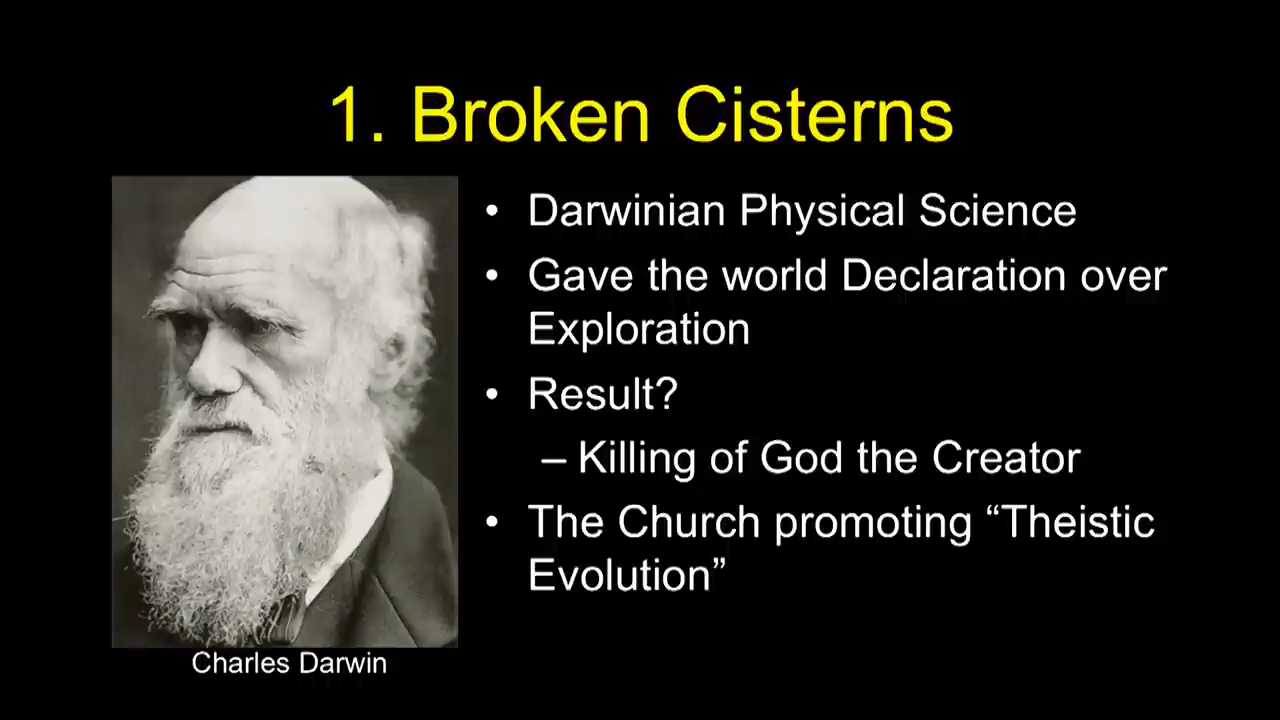 1. Broken Cisterns
• Darwinian Physical Science
• Gave the world Declaration over
Exploration
• Result?
– Killing of God the Creator
• The Church promoting “Theistic
Evolution”
Charles Darwin